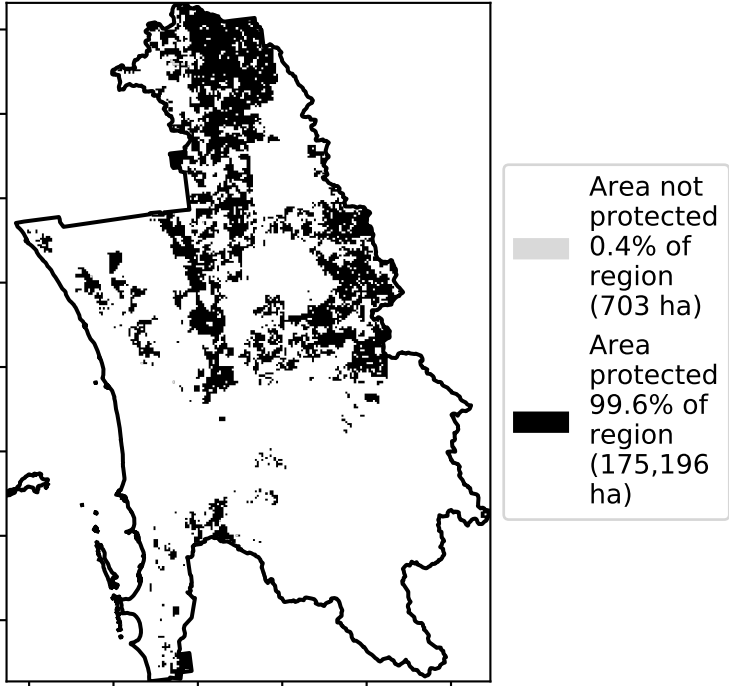 Area not
protected
0.4% of
region
(703 ha)
Area
protected
99.6% of
region
(175,196
ha)